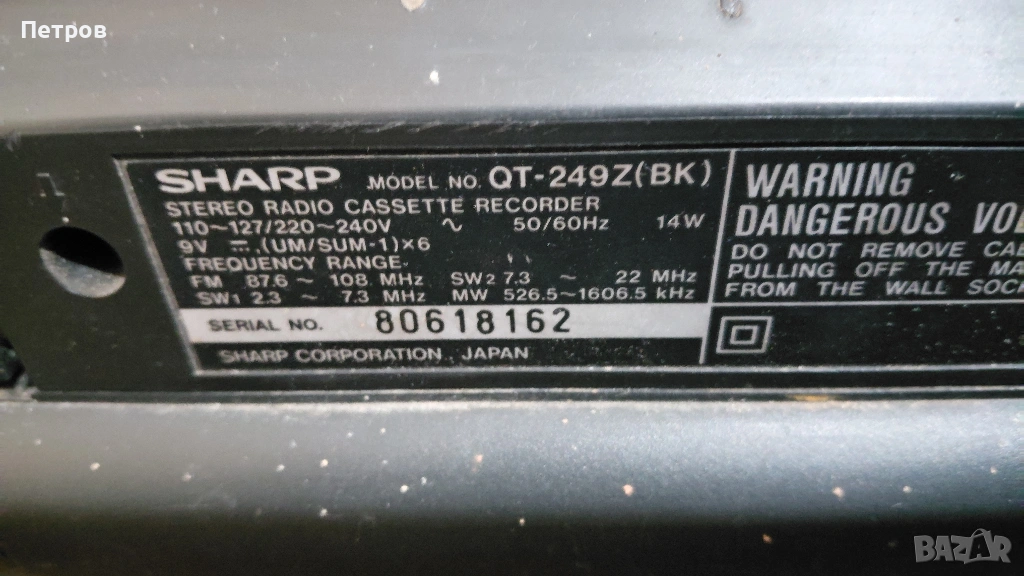 Петров
SHARP MODEL NO. QT-249Z(BK)
STEREO RADIO CASSETTE RECORDER
110~127/220~240V ∿ 50/60Hz 14W
9V ⎓ (UM/SUM-1)×6
FREQUENCY RANGE
FM 87.6 ~ 108 MHz SW2 7.3 ~ 22 MHz
SW1 2.3 ~ 7.3 MHz MW 526.5~1606.5 kHz
SERIAL NO. 80618162
SHARP CORPORATION, JAPAN
WARNING
DANGEROUS
DO NOT REMOVE
PULLING OFF THE
FROM THE WALL
BAZAR